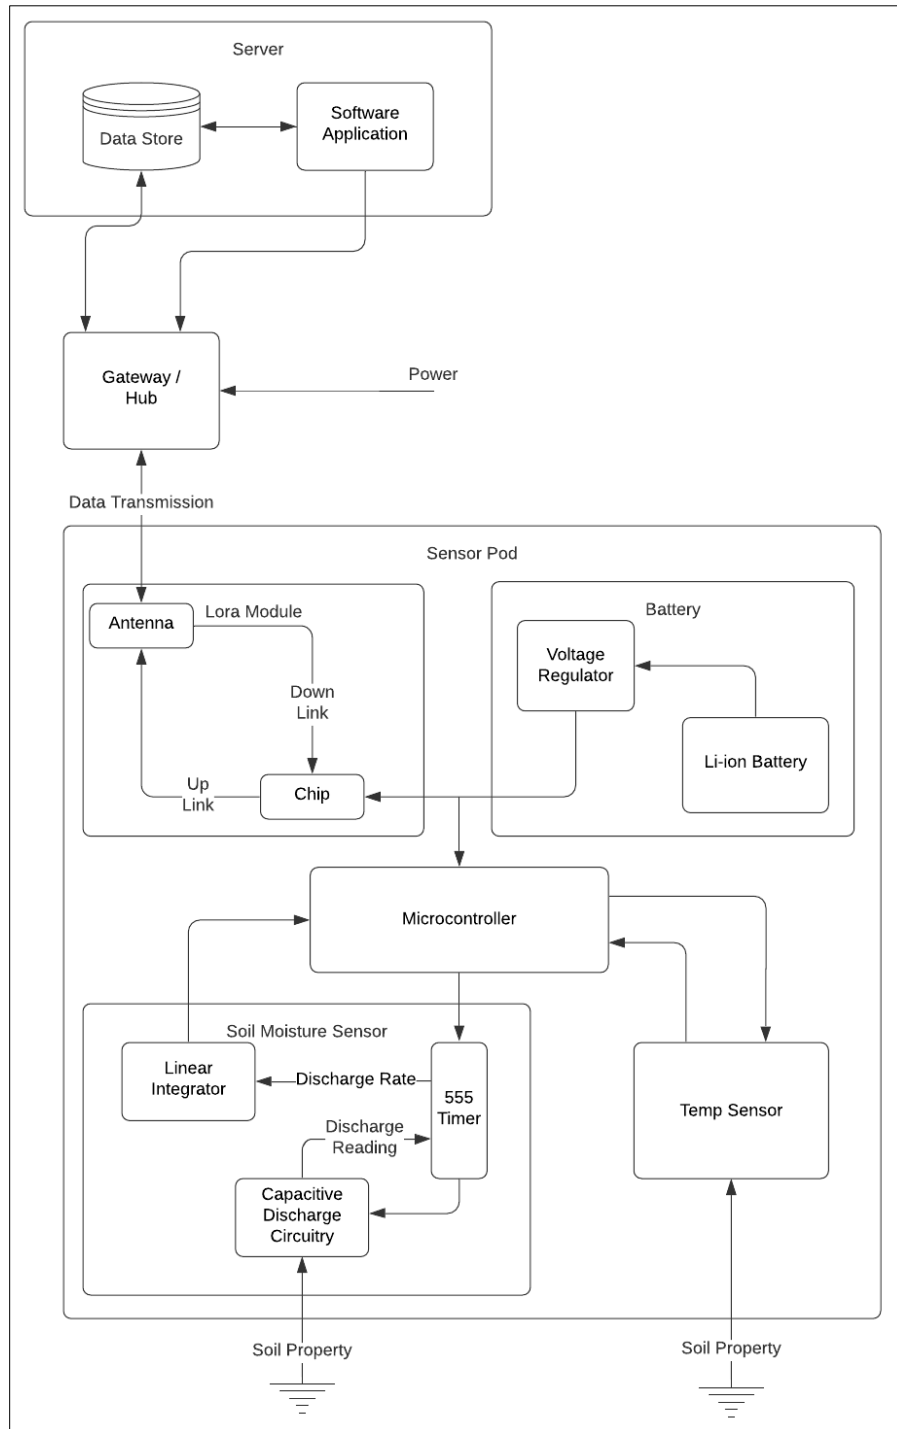 Server
Data Store
Software
Application
Gateway /
Hub
Power
Data Transmission
Sensor Pod
Antenna
Lora Module
Down
Link
Up
Link
Chip
Battery
Voltage
Regulator
Li-ion Battery
Microcontroller
Soil Moisture Sensor
Linear
Integrator
Discharge Rate
555
Timer
Discharge
Reading
Capacitive
Discharge
Circuitry
Temp Sensor
Soil Property
Soil Property